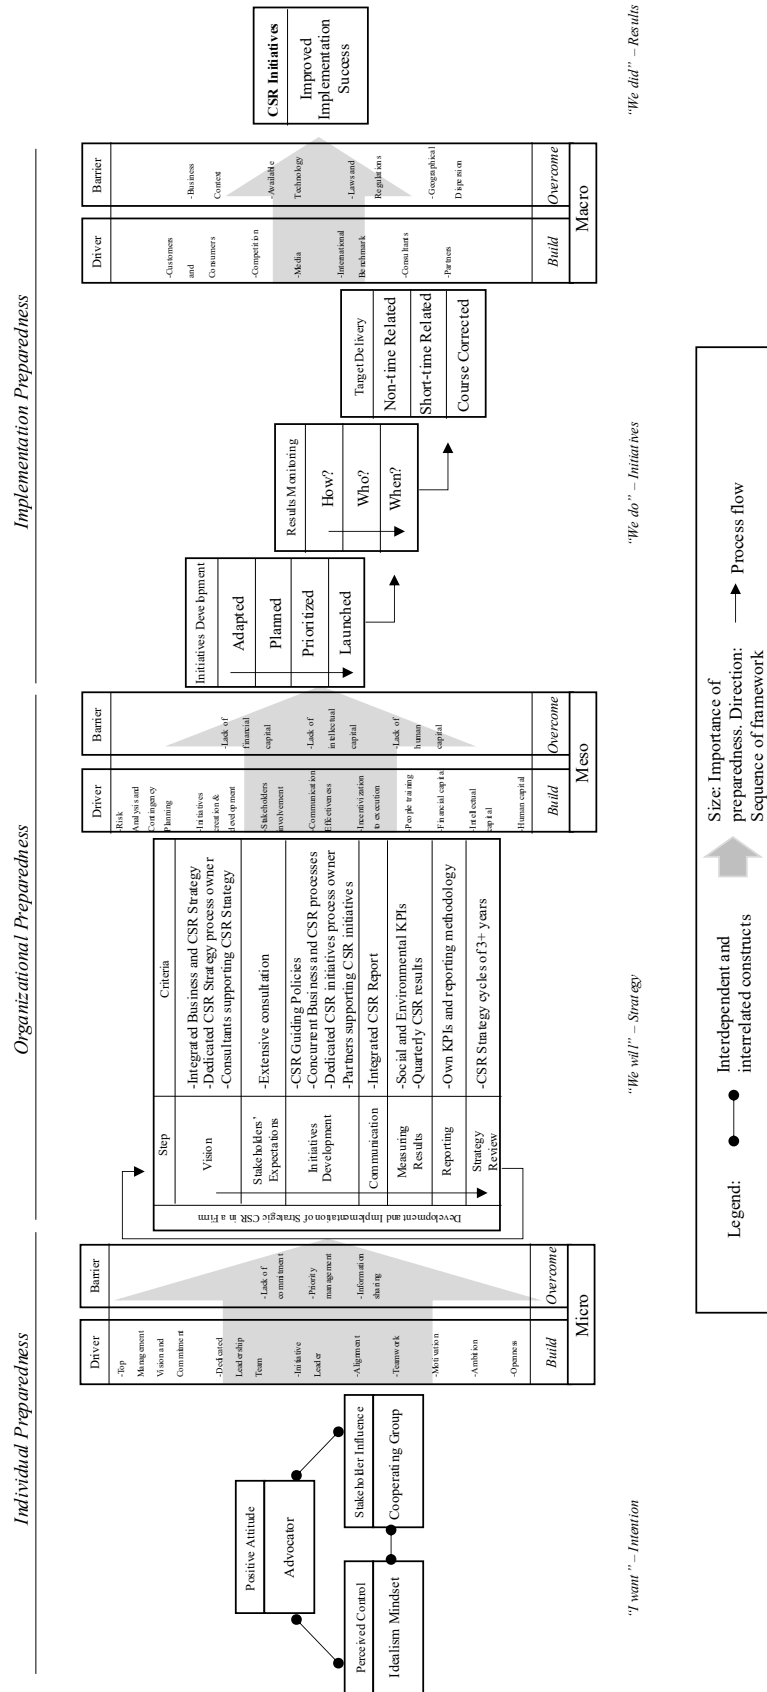 Individual Preparedness
Organizational Preparedness
Implementation Preparedness
Positive Attitude
Advocator
Perceived Control
Idealism Mindset
Stakeholder Influence
Cooperating Group
Driver
-Top
Management
Vision and
Commitment
-Dedicated
Leadership
Team
-Initiative
Leader
-Alignment
-Teamwork
-Motivation
-Ambition
-Openness
Build
Barrier
-Lack of
commitment
-Priority
management
-Information
sharing
Overcome
Micro
Development and Implementation of Strategic CSR in a Firm
Step
Criteria
Vision
-Integrated Business and CSR Strategy
-Dedicated CSR Strategy process owner
-Consultants supporting CSR Strategy
Stakeholders'
Expectations
-Extensive consultation
Initiatives
Development
-CSR Guiding Policies
-Concurrent Business and CSR processes
-Dedicated CSR initiatives process owner
-Partners supporting CSR initiatives
Communication
-Integrated CSR Report
Measuring
Results
-Social and Environmental KPIs
-Quarterly CSR results
Reporting
-Own KPIs and reporting methodology
Strategy
Review
-CSR Strategy cycles of 3+ years
Driver
-Risk
Analysis and
Contingency
Planning
-Initiatives
creation &
development
-Stakeholders
involvement
-Communication
Effectiveness
-Incentivization
to execution
-People training
-Financial capital
-Intellectual
capital
-Human capital
Build
Barrier
-Lack of
financial
capital
-Lack of
intellectual
capital
-Lack of
human
capital
Overcome
Meso
Initiatives Development
Adapted
Planned
Prioritized
Launched
Results Monitoring
How?
Who?
When?
Target Delivery
Non-time Related
Short-time Related
Course Corrected
Driver
-Customers
and
Consumers
-Competition
-Media
-International
Benchmark
-Consultants
-Partners
Build
Barrier
-Business
Context
-Available
Technology
-Laws and
Regulations
-Geographical
Dispersion
Overcome
Macro
CSR Initiatives
Improved
Implementation
Success
"I want" – Intention
"We will" – Strategy
"We do" – Initiatives
"We did" – Results
Legend:
Interdependent and
interrelated constructs
Size: Importance of
preparedness. Direction:
Sequence of framework
Process flow